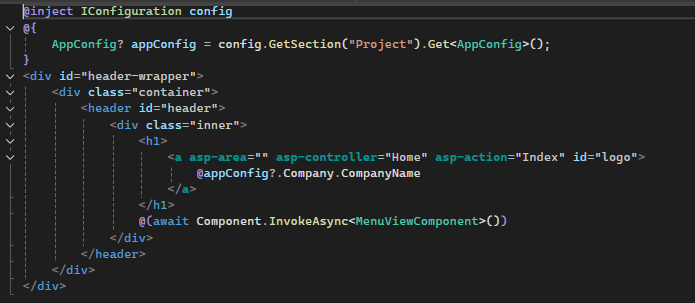 @inject IConfiguration config
@{
AppConfig? appConfig = config.GetSection("Project").Get<AppConfig>();
}
<div id="header-wrapper">
<div class="container">
<header id="header">
<div class="inner">
<h1>
<a asp-area="" asp-controller="Home" asp-action="Index" id="logo">
@appConfig?.Company.CompanyName
</a>
</h1>
@(await Component.InvokeAsync<MenuViewComponent>())
</div>
</header>
</div>
</div>